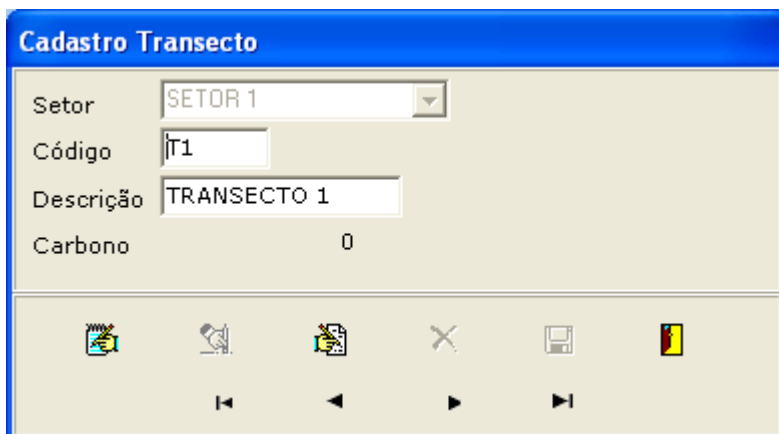 Cadastro Transecto
Setor SETOR 1
Código T1
Descrição TRANSECTO 1
Carbono 0